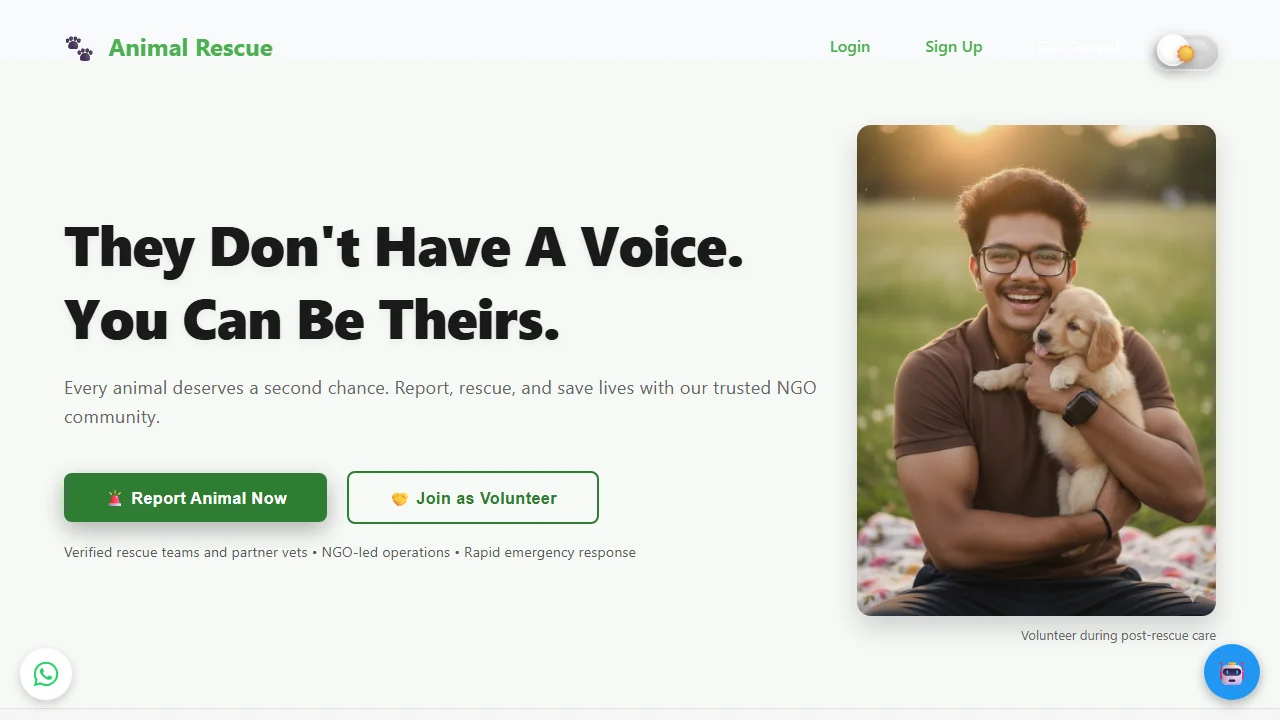 Animal Rescue
Login
Sign Up
Get Started
They Don't Have A Voice.
You Can Be Theirs.
Every animal deserves a second chance. Report, rescue, and save lives with our trusted NGO
community.
Report Animal Now
Join as Volunteer
Verified rescue teams and partner vets • NGO-led operations • Rapid emergency response
Volunteer during post-rescue care